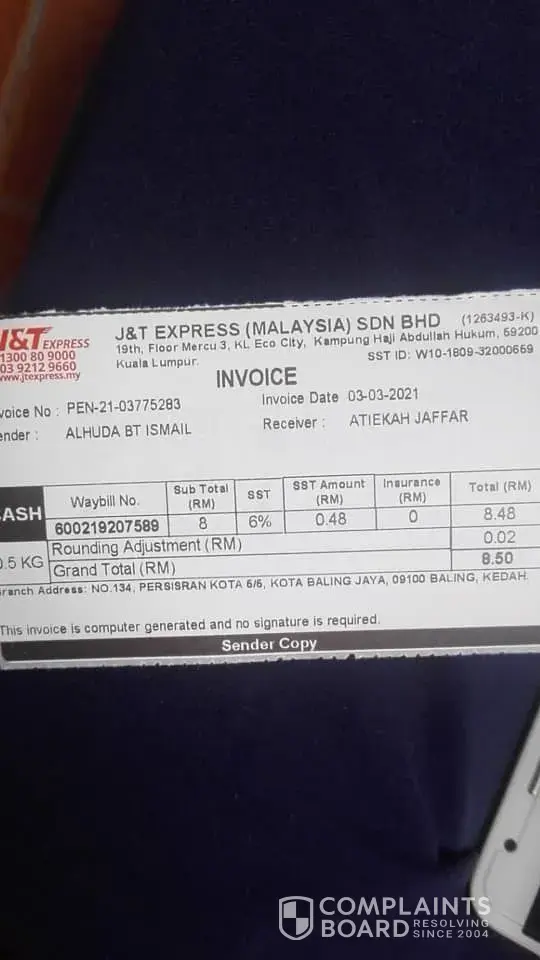 J&T EXPRESS
1300 80 9000
03 9212 9660
www.jtexpress.my
J&T EXPRESS (MALAYSIA) SDN BHD (1263493-K)
19th, Floor Mercu 3, KL Eco City, Kampung Haji Abdullah Hukum, 59200
Kuala Lumpur. SST ID: W10-1809-32000669
INVOICE
voice No : PEN-21-03775283 Invoice Date 03-03-2021
ender : ALHUDA BT ISMAIL Receiver : ATIEKAH JAFFAR
ASH Waybill No. Sub Total (RM) SST SST Amount (RM) Insurance (RM) Total (RM)
600219207589 8 6% 0.48 0 8.48
0.5 KG Rounding Adjustment (RM) 0.02
Grand Total (RM) 8.50
ranch Address: NO.134, PERSISRAN KOTA 6/6, KOTA BALING JAYA, 09100 BALING, KEDAH.
This invoice is computer generated and no signature is required.
Sender Copy
COMPLAINTS
BOARD RESOLVING
SINCE 2004